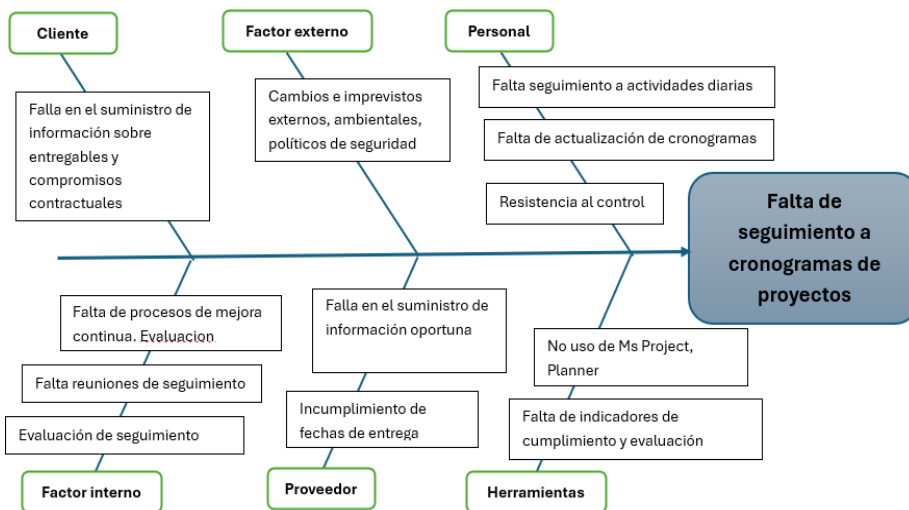 Cliente
Factor externo
Personal
Falla en el suministro de
información sobre
entregables y
compromisos
contractuales
Cambios e imprevistos
externos, ambientales,
políticos de seguridad
Falta seguimiento a actividades diarias
Falta de actualización de cronogramas
Resistencia al control
Falta de
seguimiento a
cronogramas de
proyectos
Falta de procesos de mejora
continua. Evaluacion
Falta reuniones de seguimiento
Evaluación de seguimiento
Falla en el suministro de
información oportuna
Incumplimiento de
fechas de entrega
No uso de Ms Project,
Planner
Falta de indicadores de
cumplimiento y evaluación
Factor interno
Proveedor
Herramientas